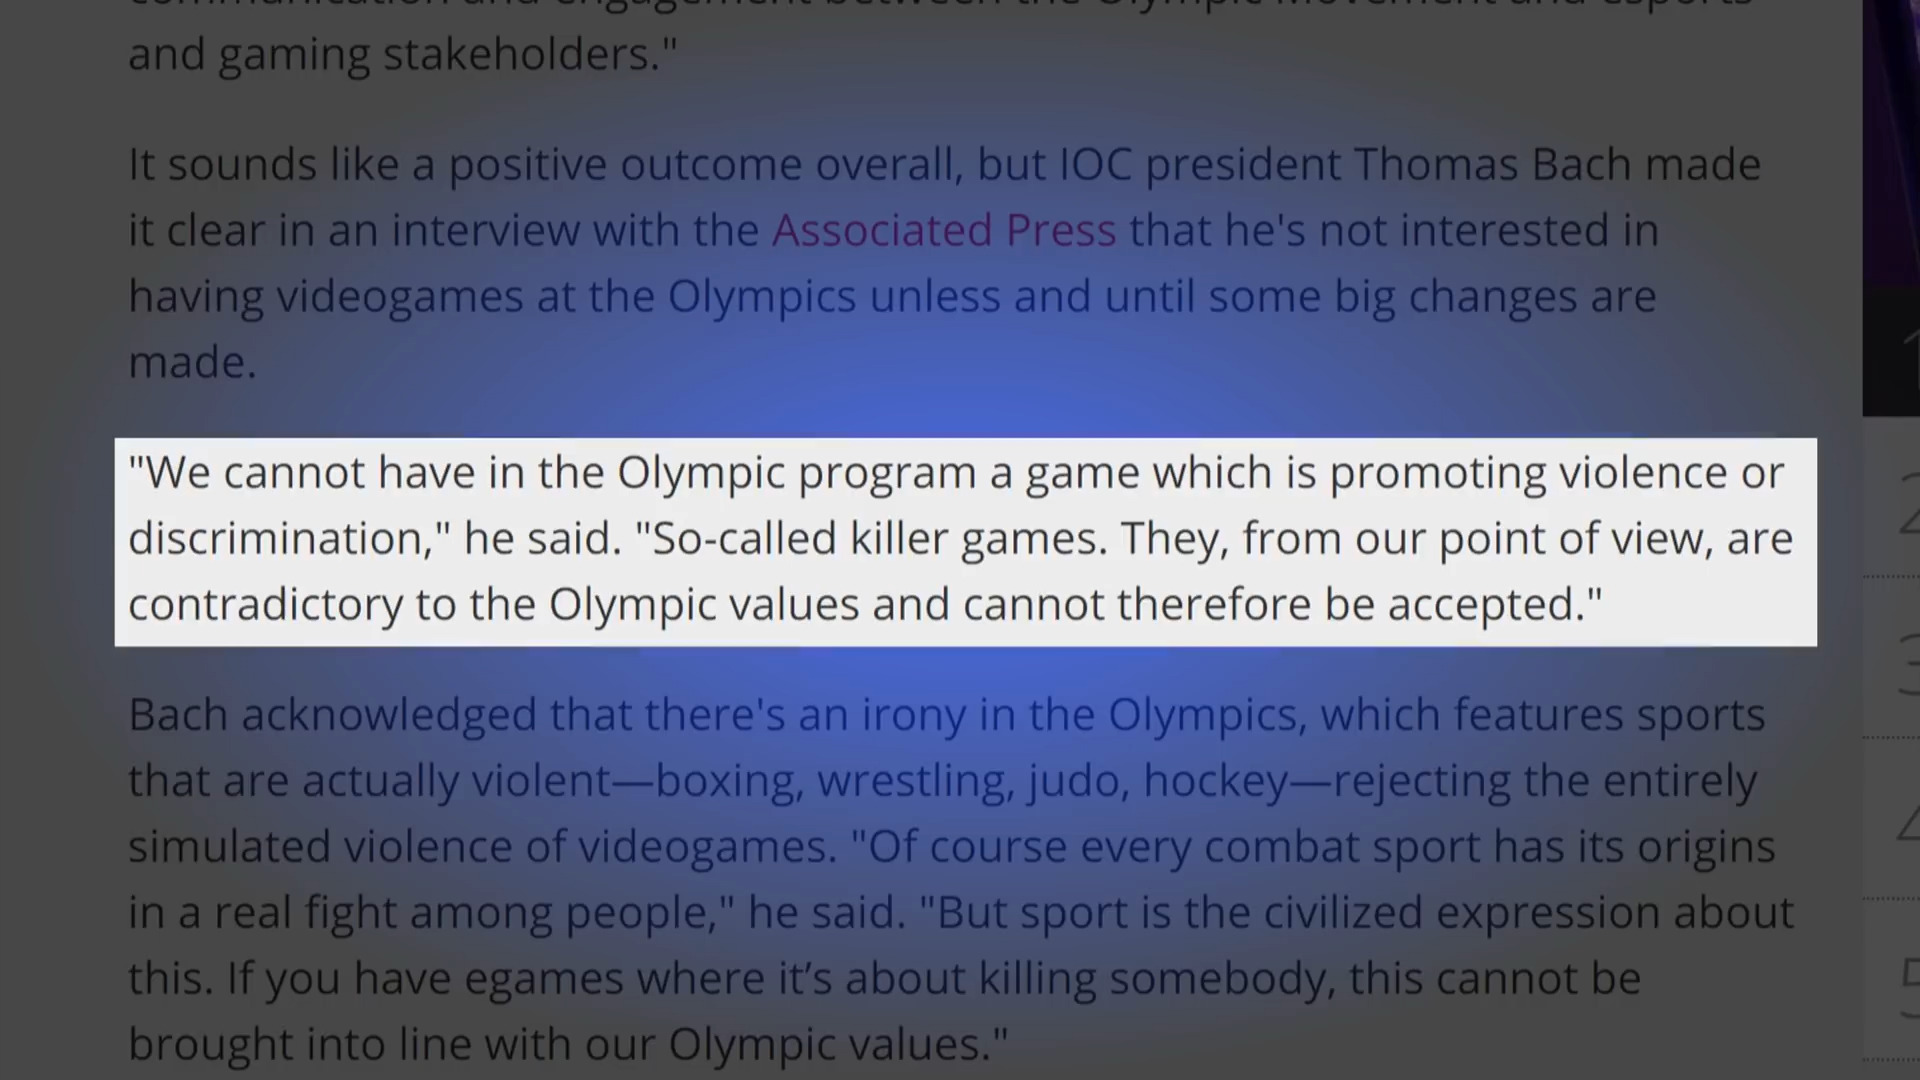 and gaming stakeholders."
It sounds like a positive outcome overall, but IOC president Thomas Bach made
it clear in an interview with the Associated Press that he's not interested in
having videogames at the Olympics unless and until some big changes are
made.
"We cannot have in the Olympic program a game which is promoting violence or
discrimination," he said. "So-called killer games. They, from our point of view, are
contradictory to the Olympic values and cannot therefore be accepted."
Bach acknowledged that there's an irony in the Olympics, which features sports
that are actually violent—boxing, wrestling, judo, hockey—rejecting the entirely
simulated violence of videogames. "Of course every combat sport has its origins
in a real fight among people," he said. "But sport is the civilized expression about
this. If you have egames where it’s about killing somebody, this cannot be
brought into line with our Olympic values."